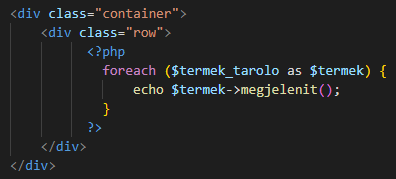 <div class="container">
    <div class="row">
        <?php
          foreach ($termek_tarolo as $termek) {
              echo $termek->megjelenit();
          }
        ?>
    </div>
</div>